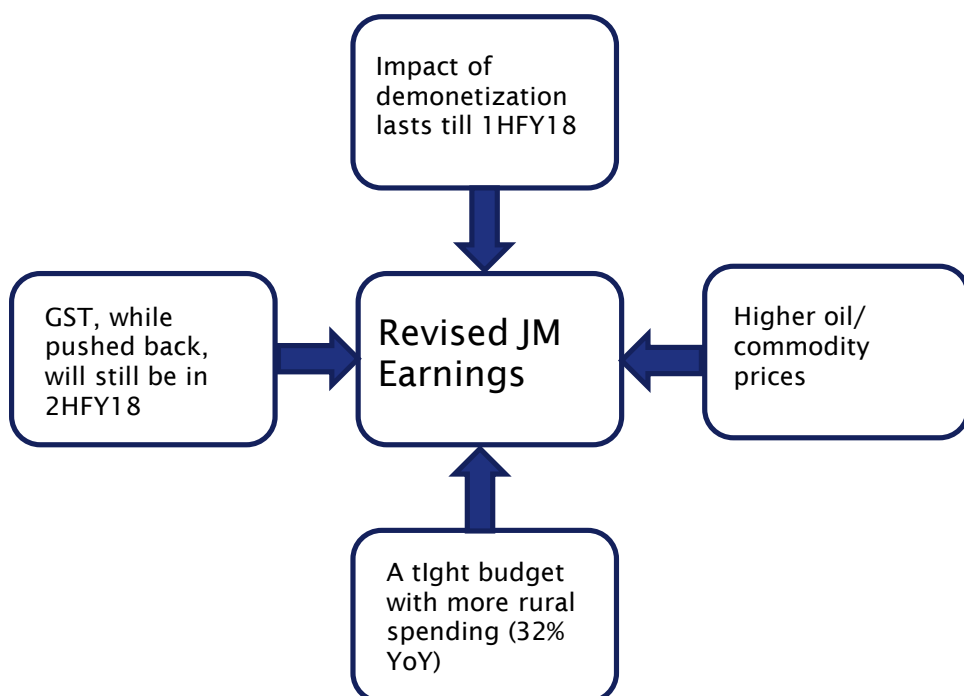 Impact of
demonetization
lasts till 1HFY18
GST, while
pushed back,
will still be in
2HFY18
Revised JM
Earnings
Higher oil/
commodity
prices
A tIght budget
with more rural
spending (32%
YoY)